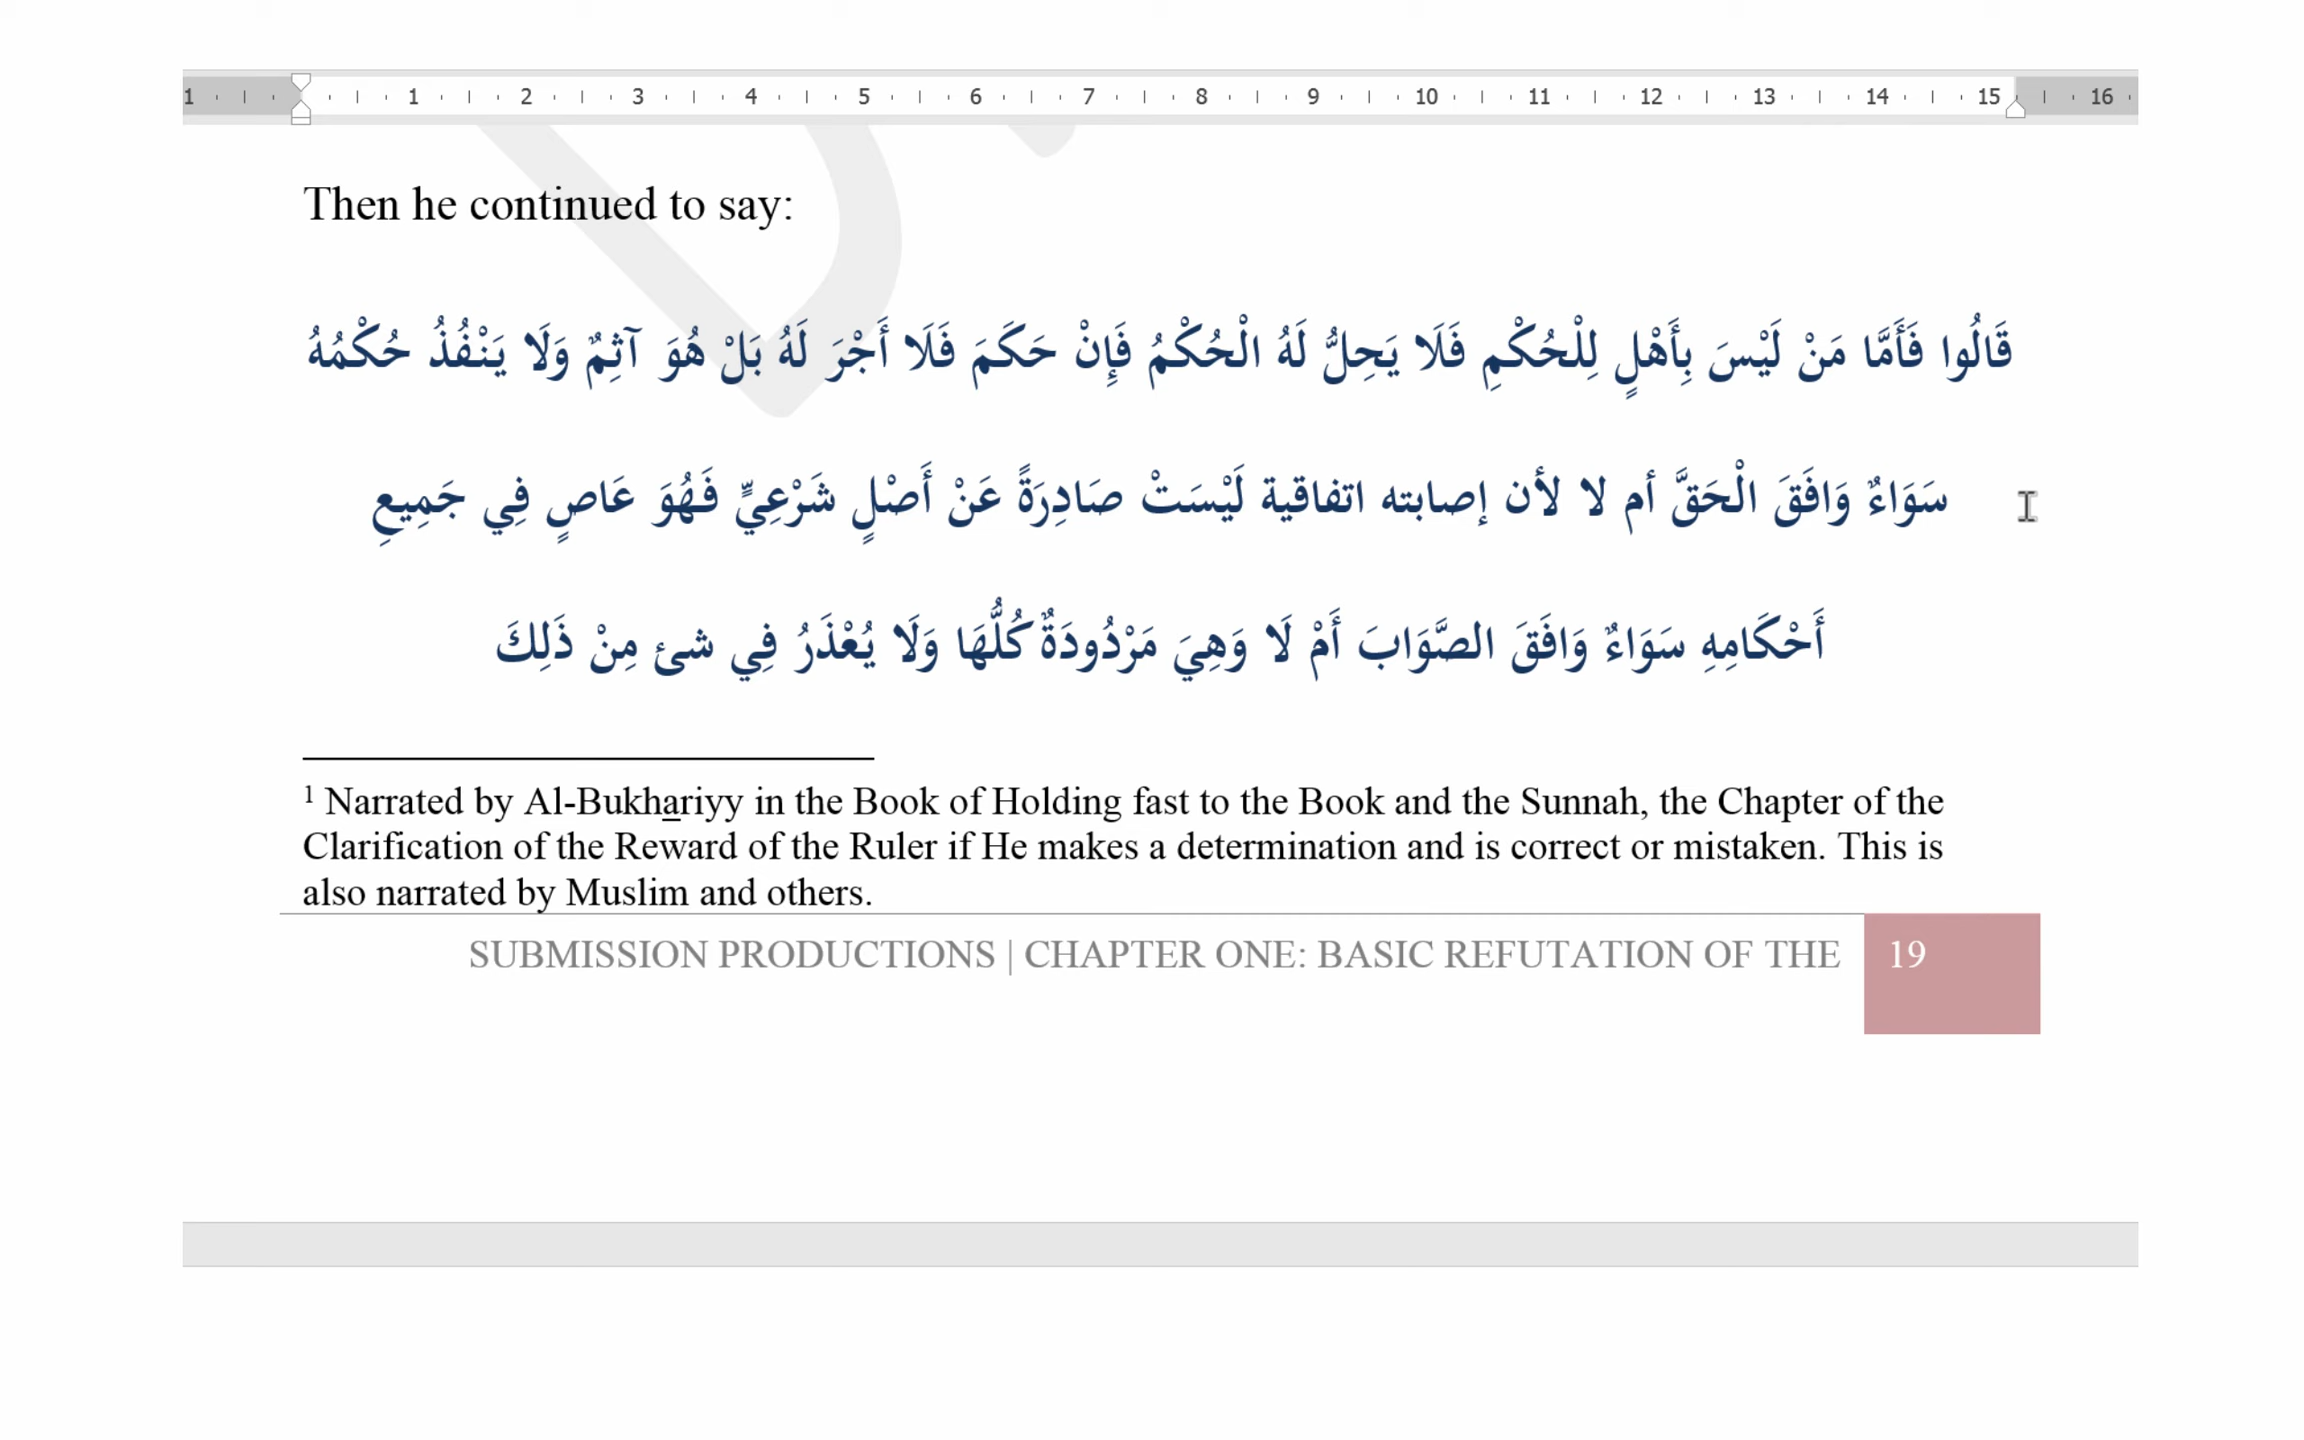 1 1 2 3 4 5 6 7 8 9 10 11 12 13 14 15 16
Then he continued to say:
قَالُوا فَأَمَّا مَنْ لَيْسَ بِأَهْلٍ لِلْحُكْمِ فَلَا يَحِلُّ لَهُ الْحُكْمُ فَإِنْ حَكَمَ فَلَا أَجْرَ لَهُ بَلْ هُوَ آثِمٌ وَلَا يَنْفُذُ حُكْمُهُ
سَوَاءٌ وَافَقَ الْحَقَّ أم لا لأن إصابته اتفاقية لَيْسَتْ صَادِرَةً عَنْ أَصْلٍ شَرْعِيٍّ فَهُوَ عَاصٍ فِي جَمِيعِ
أَحْكَامِهِ سَوَاءٌ وَافَقَ الصَّوَابَ أَمْ لَا وَهِيَ مَرْدُودَةٌ كُلُّهَا وَلَا يُعْذَرُ فِي شئ مِنْ ذَلِكَ
1 Narrated by Al-Bukhariyy in the Book of Holding fast to the Book and the Sunnah, the Chapter of the
Clarification of the Reward of the Ruler if He makes a determination and is correct or mistaken. This is
also narrated by Muslim and others.
SUBMISSION PRODUCTIONS | CHAPTER ONE: BASIC REFUTATION OF THE 19